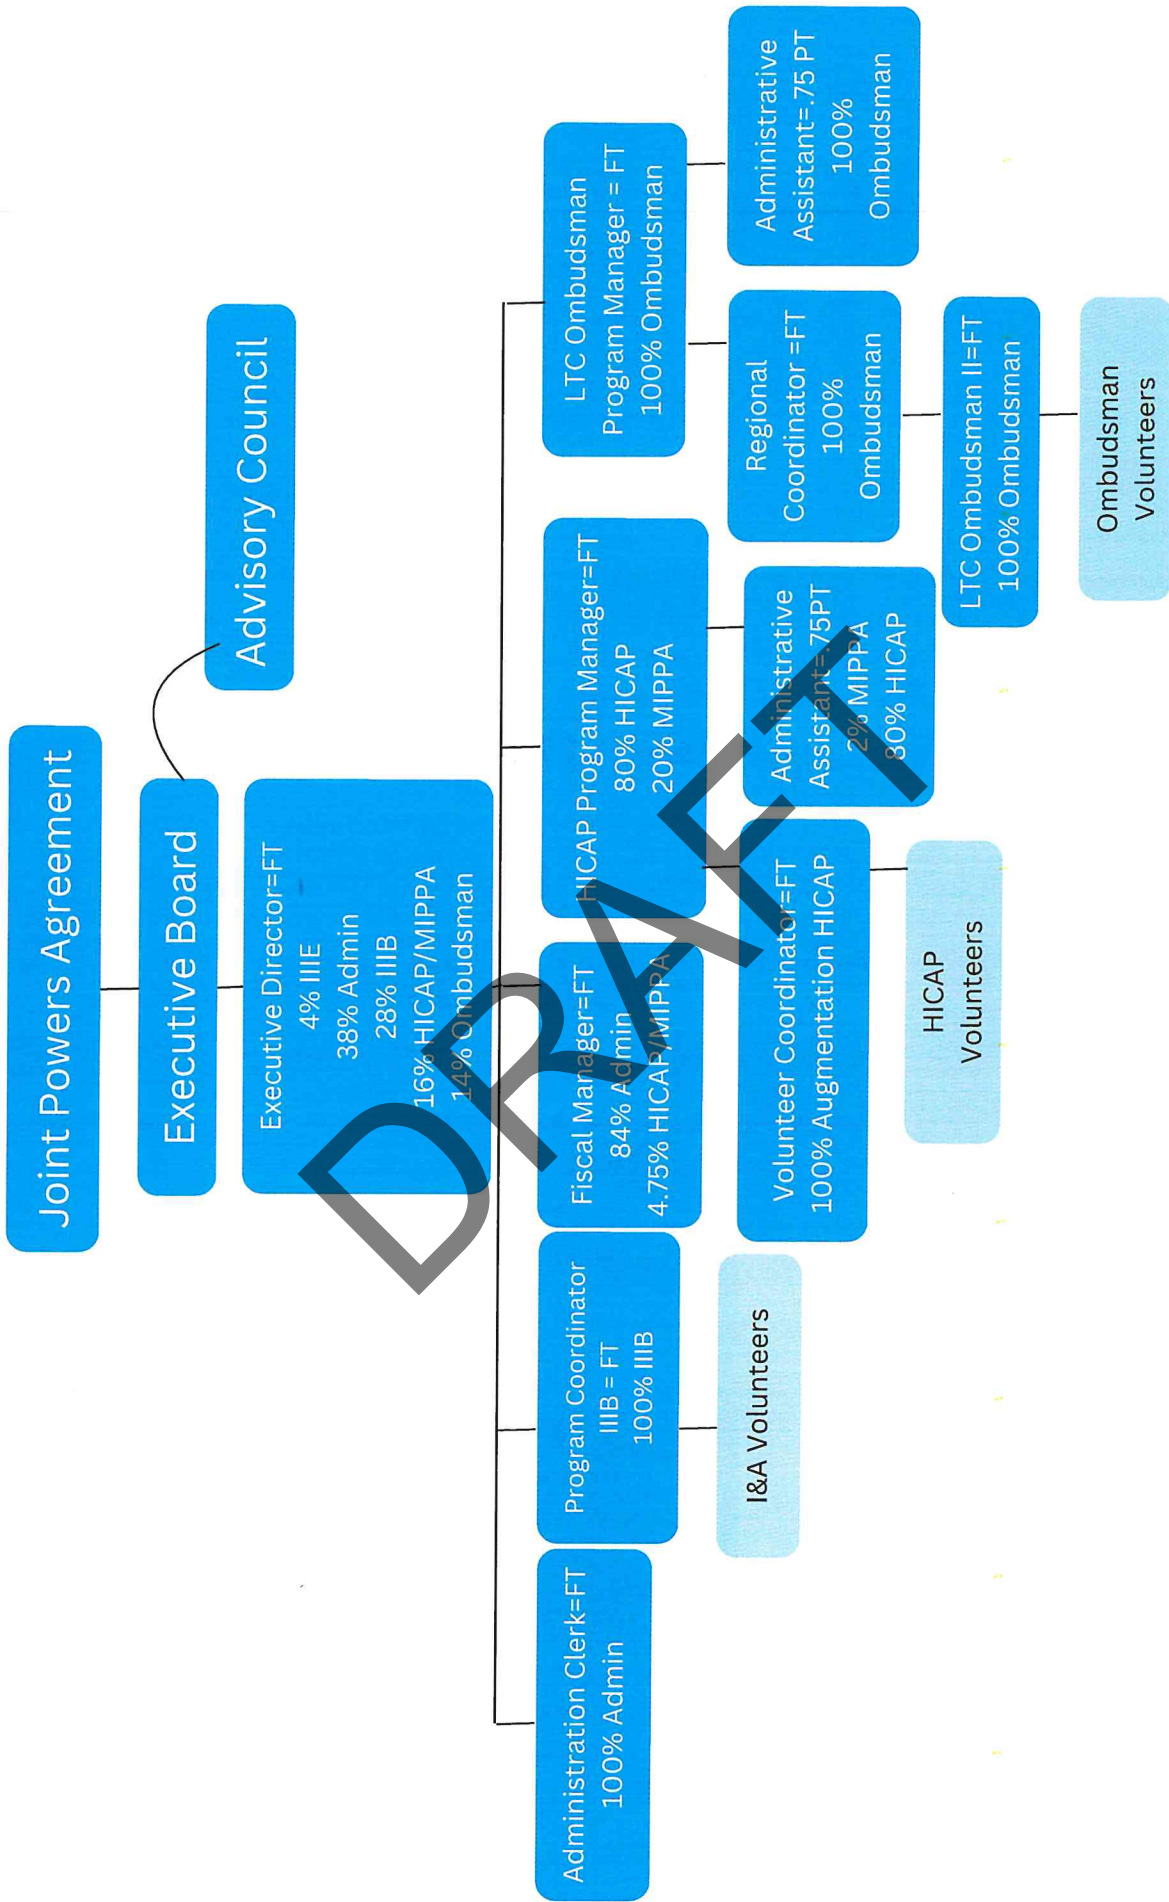 Joint Powers Agreement
Executive Board
Advisory Council
Executive Director=FT
4% IIIE
38% Admin
28% IIIB
16% HICAP/MIPPA
14% Ombudsman
Administration Clerk=FT
100% Admin
Program Coordinator
IIIB = FT
100% IIIB
I&A Volunteers
Fiscal Manager=FT
84% Admin
4.75% HICAP/MIPPA
HICAP Program Manager=FT
80% HICAP
20% MIPPA
Volunteer Coordinator=FT
100% Augmentation HICAP
HICAP
Volunteers
Administrative
Assistant=.75PT
2% MIPPA
80% HICAP
LTC Ombudsman
Program Manager = FT
100% Ombudsman
Regional
Coordinator =FT
100%
Ombudsman
LTC Ombudsman II=FT
100% Ombudsman
Ombudsman
Volunteers
Administrative
Assistant=.75 PT
100%
Ombudsman
DRAFT